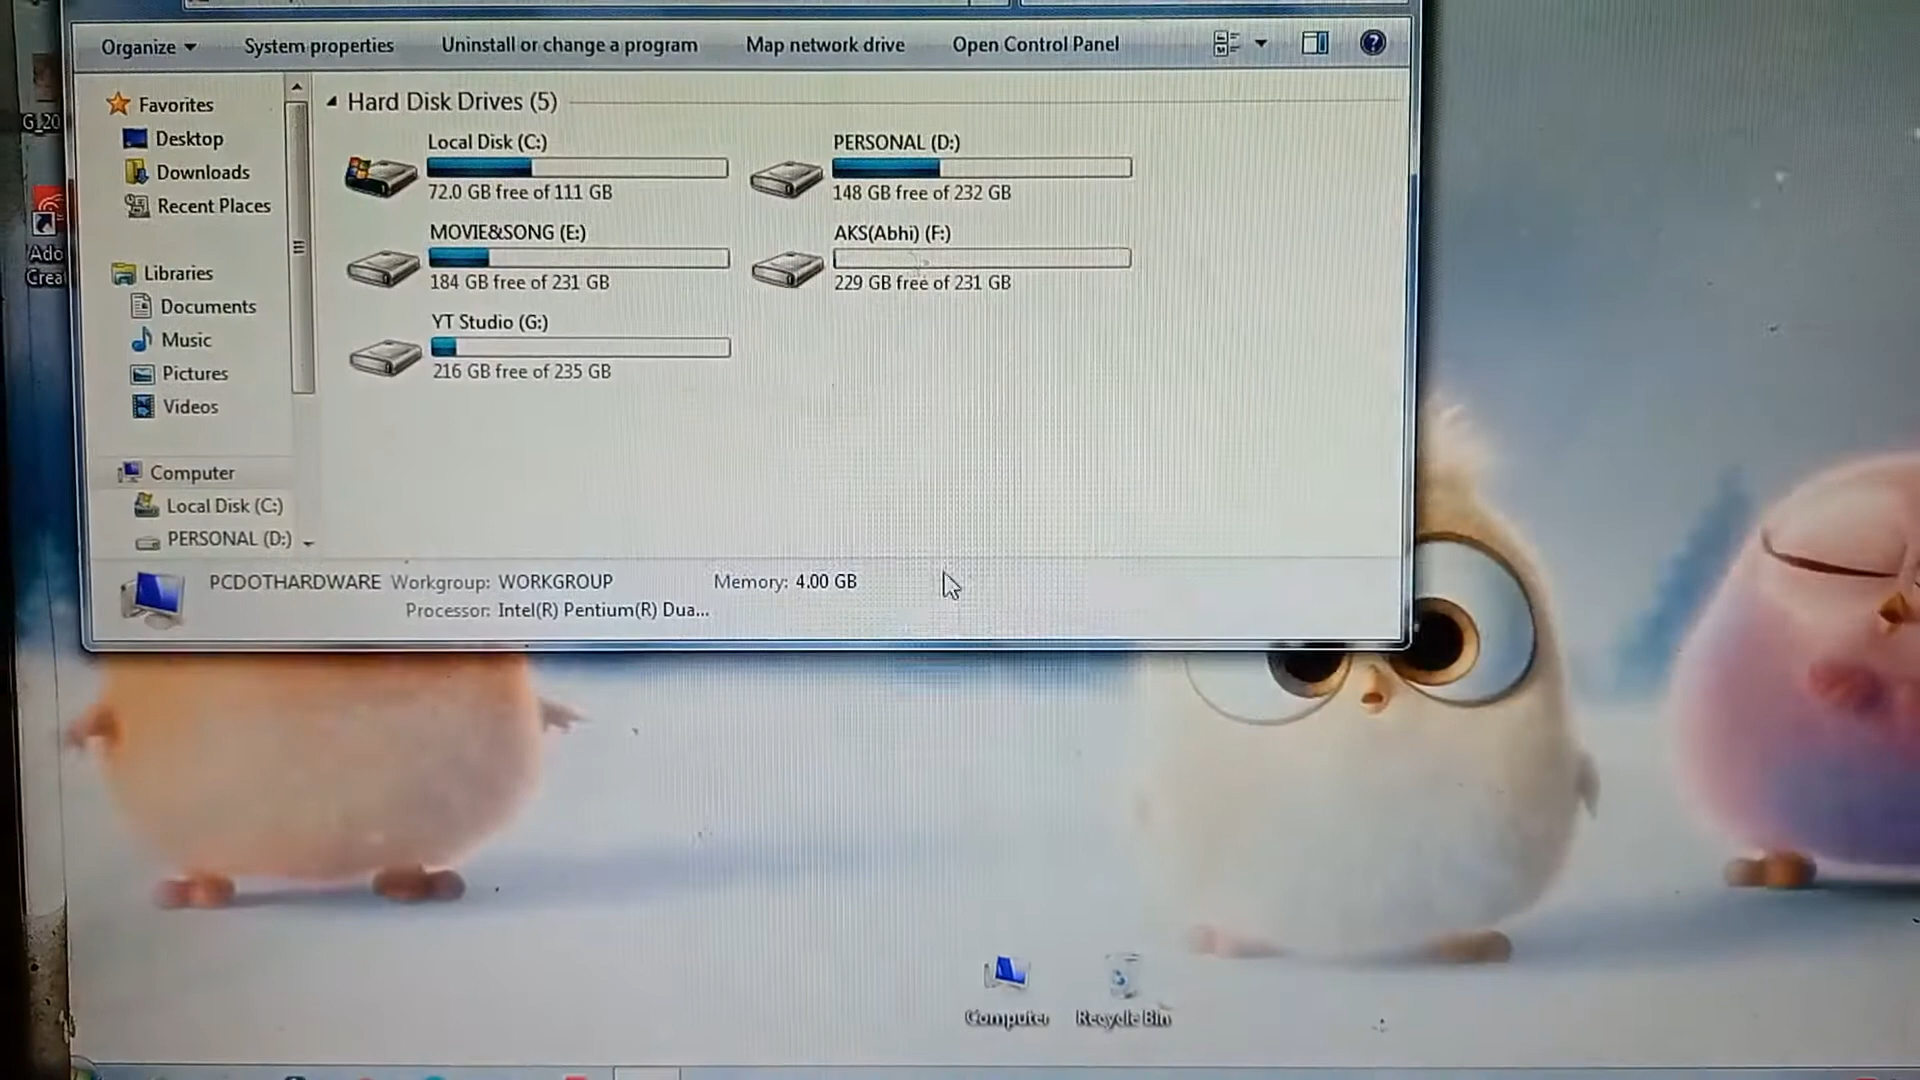 Organize
System properties
Uninstall or change a program
Map network drive
Open Control Panel
Favorites
Desktop
Downloads
Recent Places
Libraries
Documents
Music
Pictures
Videos
Computer
Local Disk (C:)
PERSONAL (D:)
Hard Disk Drives (5)
Local Disk (C:)
72.0 GB free of 111 GB
PERSONAL (D:)
148 GB free of 232 GB
MOVIE&SONG (E:)
184 GB free of 231 GB
AKS(Abhi) (F:)
229 GB free of 231 GB
YT Studio (G:)
216 GB free of 235 GB
PCDOTHARDWARE Workgroup: WORKGROUP Memory: 4.00 GB
Processor: Intel(R) Pentium(R) Dua...
G_20
Ado
Crea
Computer
Recycle Bin